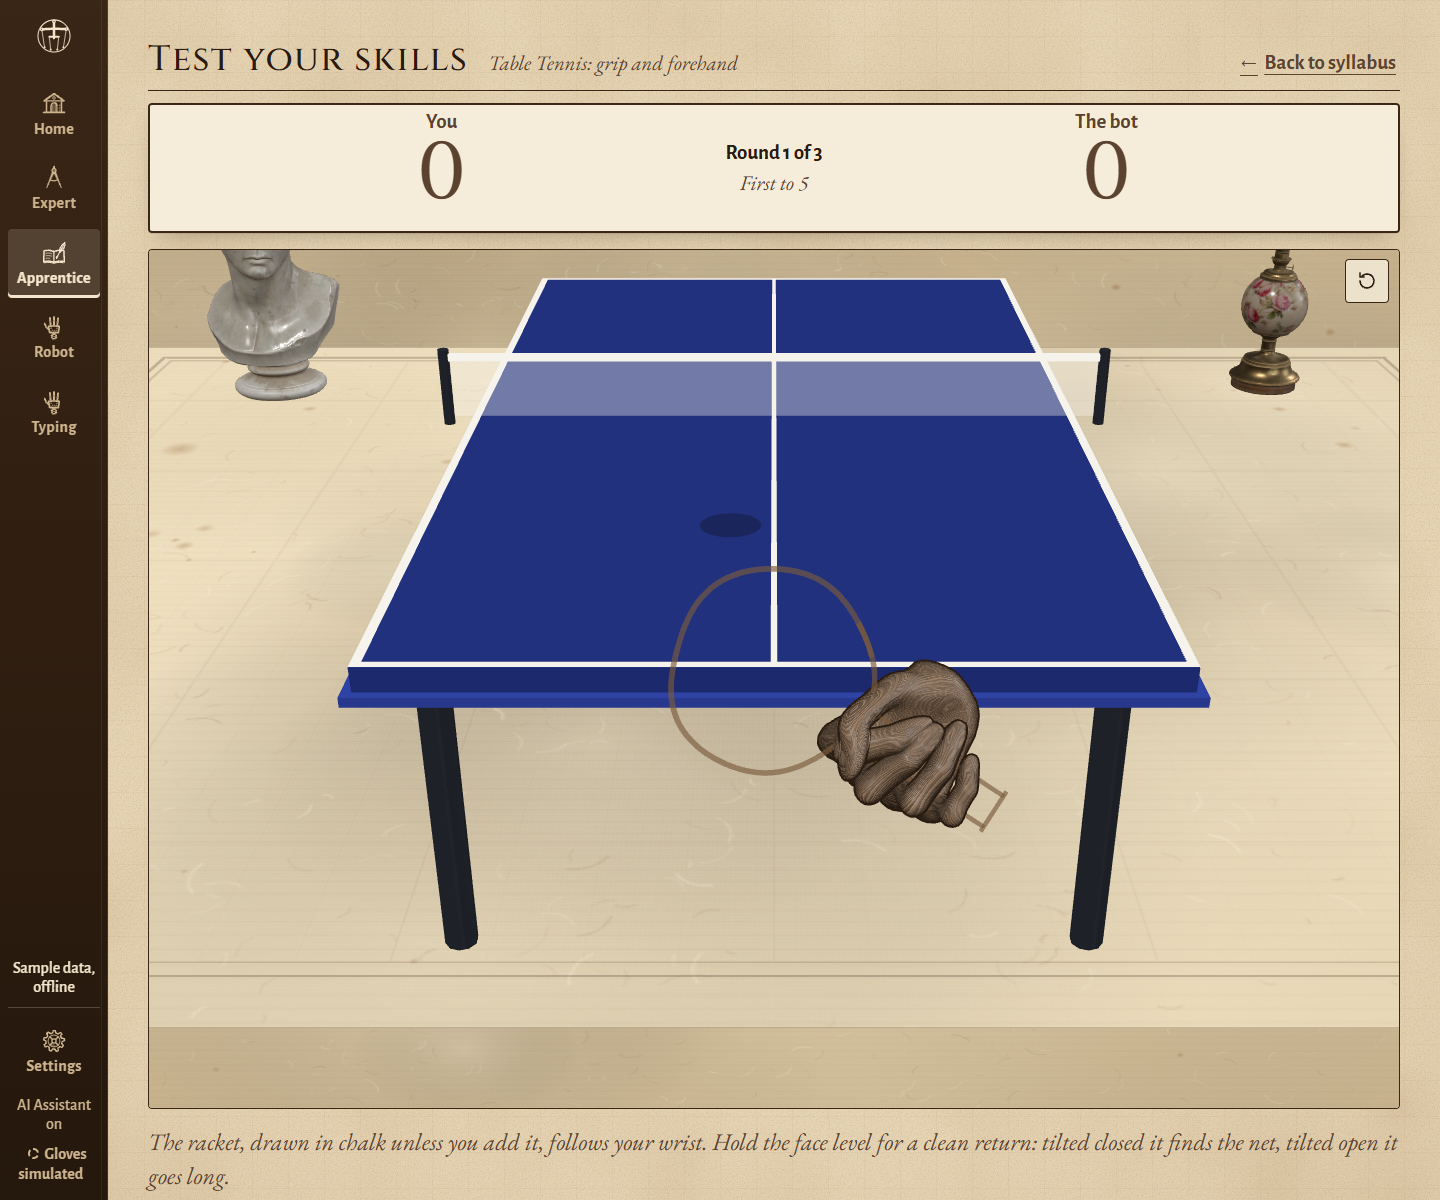 Test your skills Table Tennis: grip and forehand
← Back to syllabus
You
0
Round 1 of 3
First to 5
The bot
0
Home
Expert
Apprentice
Robot
Typing
Sample data,
offline
Settings
AI Assistant
on
Gloves
simulated
The racket, drawn in chalk unless you add it, follows your wrist. Hold the face level for a clean return: tilted closed it finds the net, tilted open it
goes long.